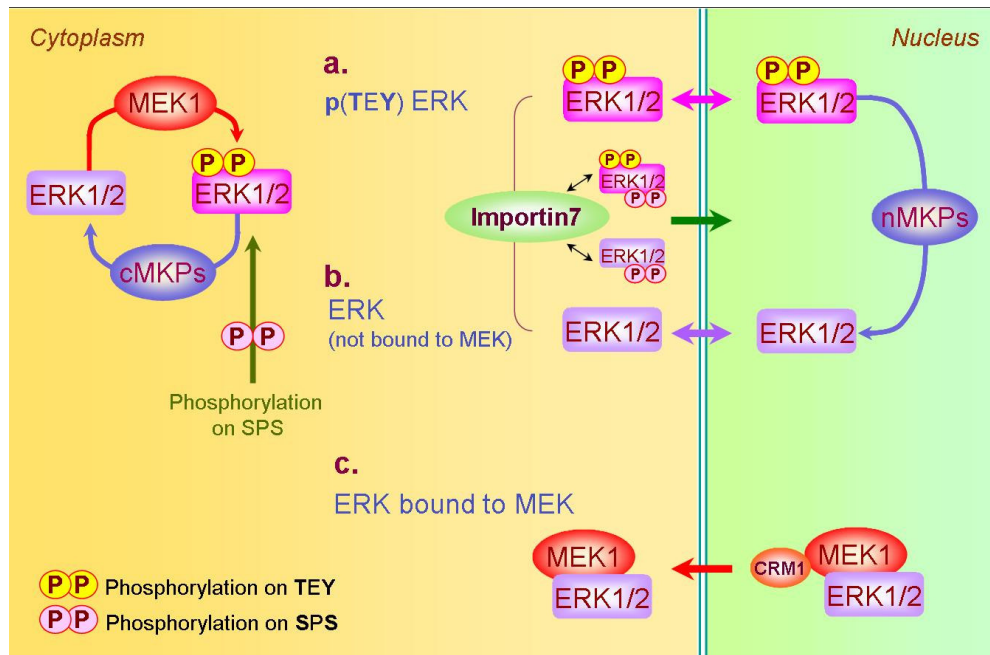 Cytoplasm
Nucleus
MEK1
P P
ERK1/2
ERK1/2
cMKPs
P P
Phosphorylation
on SPS
a.
p(TEY) ERK
P P
ERK1/2
P P
ERK1/2
P P
ERK1/2
P P
Importin7
ERK1/2
P P
nMKPs
b.
ERK
(not bound to MEK)
ERK1/2
ERK1/2
c.
ERK bound to MEK
MEK1
ERK1/2
CRM1
MEK1
ERK1/2
P P Phosphorylation on TEY
P P Phosphorylation on SPS